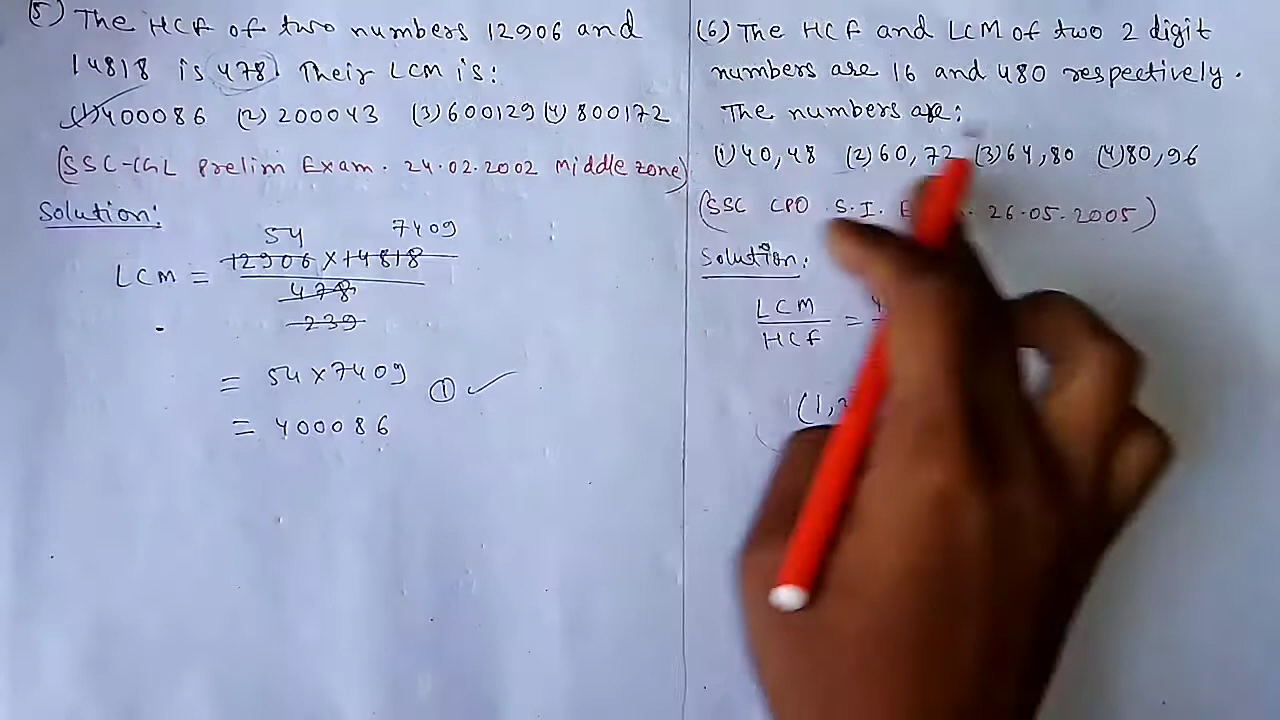 5) The HCF of two numbers 12906 and
14818 is 478. Their LCM is:
(1) 400086 (2) 200043 (3) 600129 (4) 800172
(SSC-CGL Prelim Exam. 24.02.2002 Middle zone)
Solution:
54 7409
LCM = 12906 × 14818
478
239
= 54 × 7409 ①
= 400086
(6) The HCF and LCM of two 2 digit
numbers are 16 and 480 respectively.
The numbers are:
(1) 40, 48 (2) 60, 72 (3) 64, 80 (4) 80, 96
(SSC CPO S.I. 26.05.2005)
Solution:
LCM
HCF =
(1,